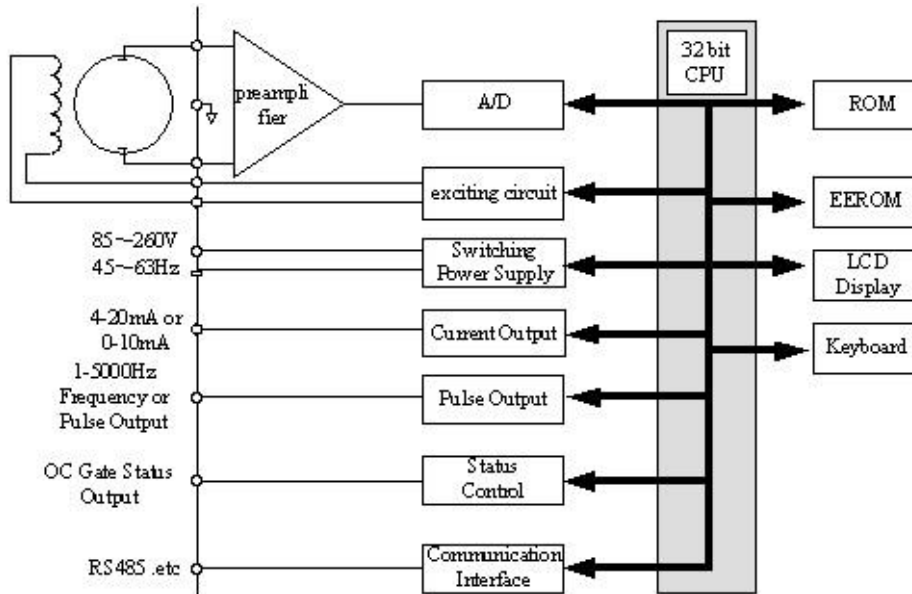 32 bit
CPU
preampli
fier
A/D
ROM
exciting circuit
EEROM
85~~260V
45~~63Hz
Switching
Power Supply
LCD
Display
4-20mA or
0-10mA
Current Output
Keyboard
1-5000Hz
Frequency or
Pulse Output
Pulse Output
OC Gate Status
Output
Status
Control
RS485 .etc
Communication
Interface